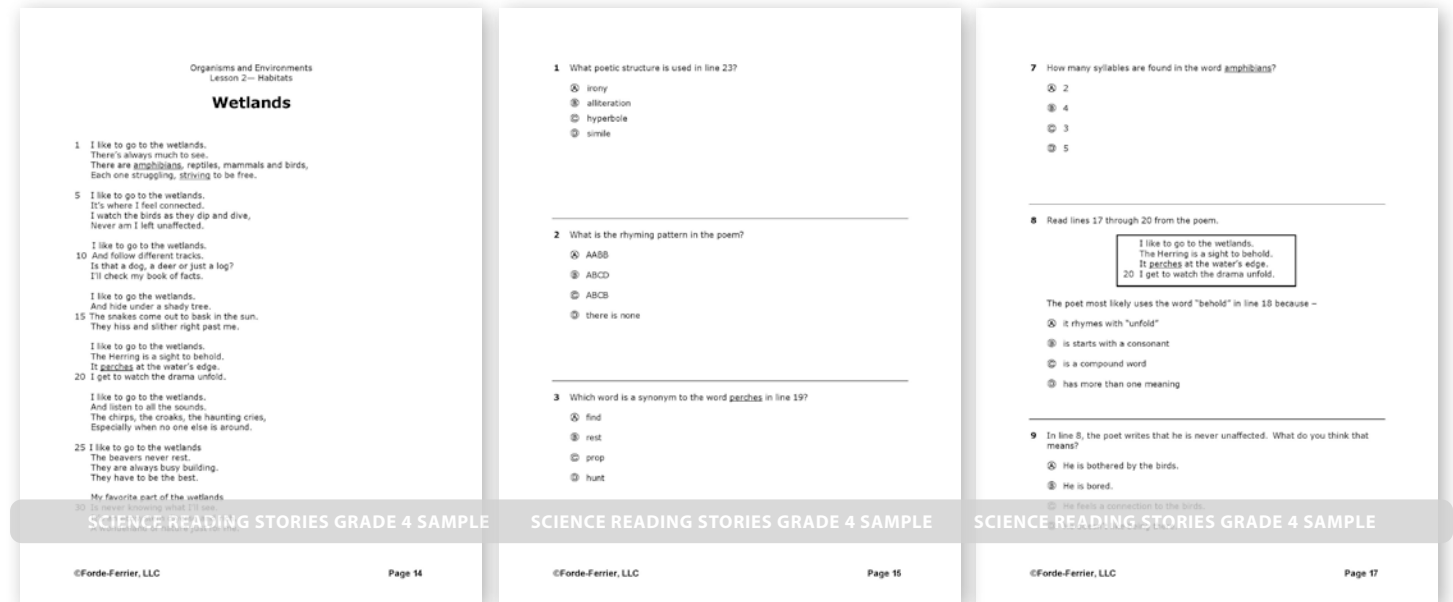 Organisms and Environments
Lesson 2— Habitats
Wetlands
1 I like to go to the wetlands.
There's always much to see.
There are amphibians, reptiles, mammals and birds,
Each one struggling, striving to be free.
5 I like to go to the wetlands.
It's where I feel connected.
I watch the birds as they dip and dive,
Never am I left unaffected.
I like to go to the wetlands.
10 And follow different tracks.
Is that a dog, a deer or just a log?
I'll check my book of facts.
I like to go the wetlands.
And hide under a shady tree.
15 The snakes come out to bask in the sun.
They hiss and slither right past me.
I like to go to the wetlands.
The Herring is a sight to behold.
It perches at the water's edge.
20 I get to watch the drama unfold.
I like to go to the wetlands.
And listen to all the sounds.
The chirps, the croaks, the haunting cries,
Especially when no one else is around.
25 I like to go to the wetlands
The beavers never rest.
They are always busy building.
They have to be the best.
My favorite part of the wetlands
30 Is never knowing what I'll see.
SCIENCE READING STORIES GRADE 4 SAMPLE
©Forde-Ferrier, LLC Page 14
1 What poetic structure is used in line 23?
Ⓐ irony
Ⓑ alliteration
Ⓒ hyperbole
Ⓓ simile
2 What is the rhyming pattern in the poem?
Ⓐ AABB
Ⓑ ABCD
Ⓒ ABCB
Ⓓ there is none
3 Which word is a synonym to the word perches in line 19?
Ⓐ find
Ⓑ rest
Ⓒ prop
Ⓓ hunt
SCIENCE READING STORIES GRADE 4 SAMPLE
©Forde-Ferrier, LLC Page 15
7 How many syllables are found in the word amphibians?
Ⓐ 2
Ⓑ 4
Ⓒ 3
Ⓓ 5
8 Read lines 17 through 20 from the poem.
I like to go to the wetlands.
The Herring is a sight to behold.
It perches at the water's edge.
20 I get to watch the drama unfold.
The poet most likely uses the word "behold" in line 18 because –
Ⓐ it rhymes with "unfold"
Ⓑ is starts with a consonant
Ⓒ is a compound word
Ⓓ has more than one meaning
9 In line 8, the poet writes that he is never unaffected. What do you think that
means?
Ⓐ He is bothered by the birds.
Ⓑ He is bored.
Ⓒ He feels a connection to the birds.
SCIENCE READING STORIES GRADE 4 SAMPLE
©Forde-Ferrier, LLC Page 17